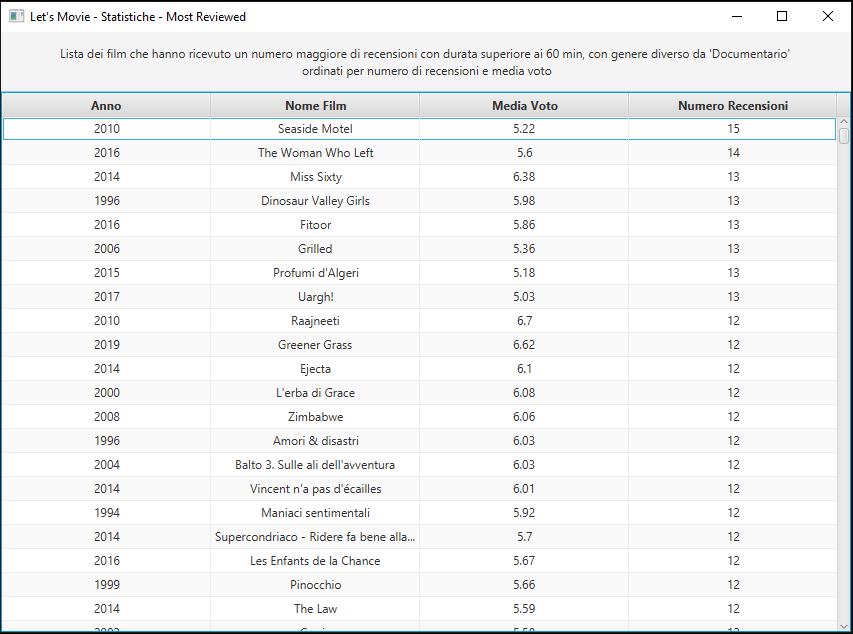 Let's Movie - Statistiche - Most Reviewed
Lista dei film che hanno ricevuto un numero maggiore di recensioni con durata superiore ai 60 min, con genere diverso da 'Documentario'
ordinati per numero di recensioni e media voto
Anno Nome Film Media Voto Numero Recensioni
2010 Seaside Motel 5.22 15
2016 The Woman Who Left 5.6 14
2014 Miss Sixty 6.38 13
1996 Dinosaur Valley Girls 5.98 13
2016 Fitoor 5.86 13
2006 Grilled 5.36 13
2015 Profumi d'Algeri 5.18 13
2017 Uargh! 5.03 13
2010 Raajneeti 6.7 12
2019 Greener Grass 6.62 12
2014 Ejecta 6.1 12
2000 L'erba di Grace 6.08 12
2008 Zimbabwe 6.06 12
1996 Amori & disastri 6.03 12
2004 Balto 3. Sulle ali dell'avventura 6.03 12
2014 Vincent n'a pas d'écailles 6.01 12
1994 Maniaci sentimentali 5.92 12
2014 Supercondriaco - Ridere fa bene alla... 5.7 12
2016 Les Enfants de la Chance 5.67 12
1999 Pinocchio 5.66 12
2014 The Law 5.59 12